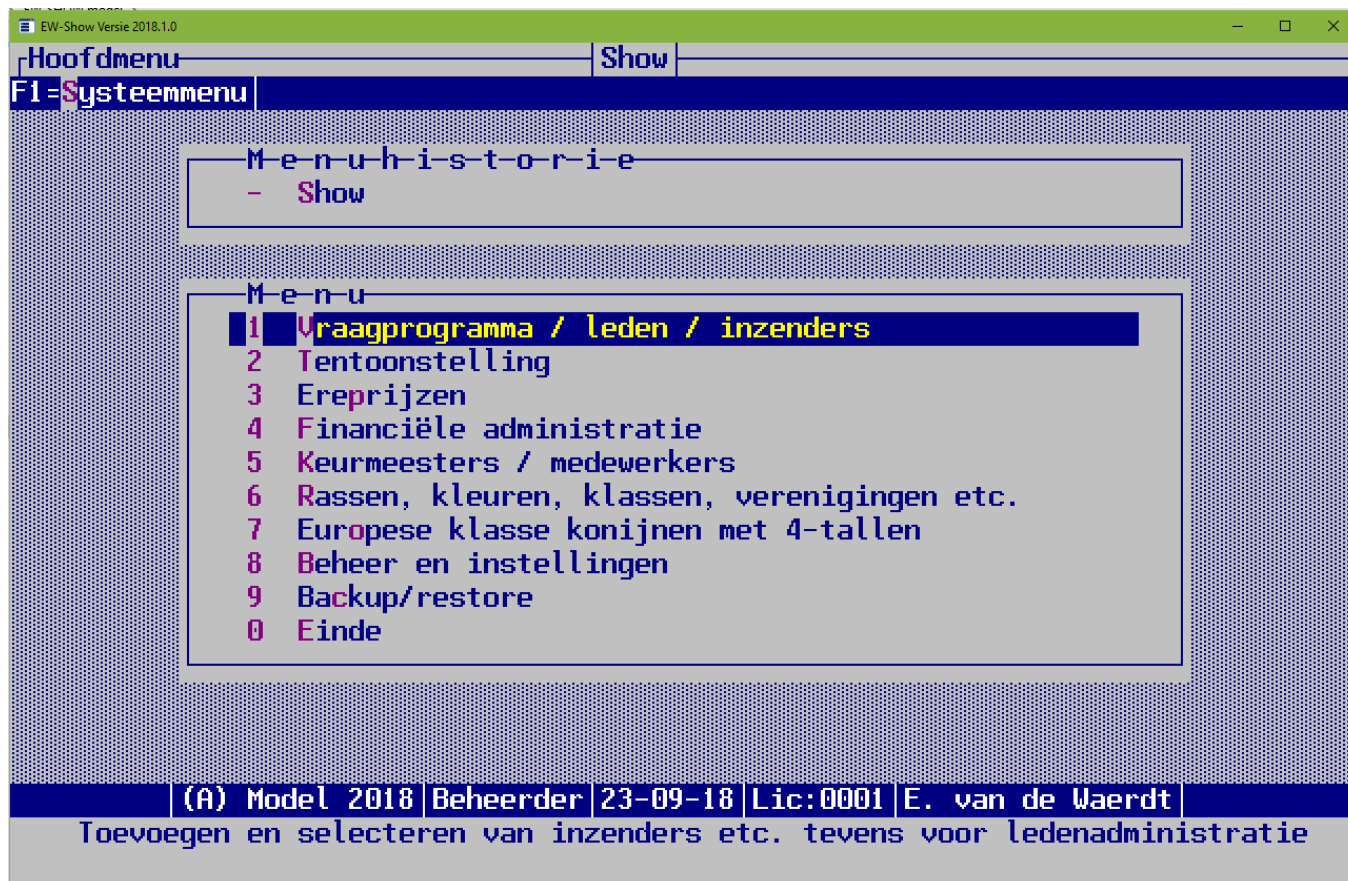 EW-Show Versie 2018.1.0
Hoofdmenu Show
F1=Systeemmenu
M-e-n-u-h-i-s-t-o-r-i-e
- Show
M-e-n-u
1 Vraagprogramma / leden / inzenders
2 Tentoonstelling
3 Ereprijzen
4 Financiële administratie
5 Keurmeesters / medewerkers
6 Rassen, kleuren, klassen, verenigingen etc.
7 Europese klasse konijnen met 4-tallen
8 Beheer en instellingen
9 Backup/restore
0 Einde
(A) Model 2018|Beheerder|23-09-18|Lic:0001|E. van de Waerdt|
Toevoegen en selecteren van inzenders etc. tevens voor ledenadministratie